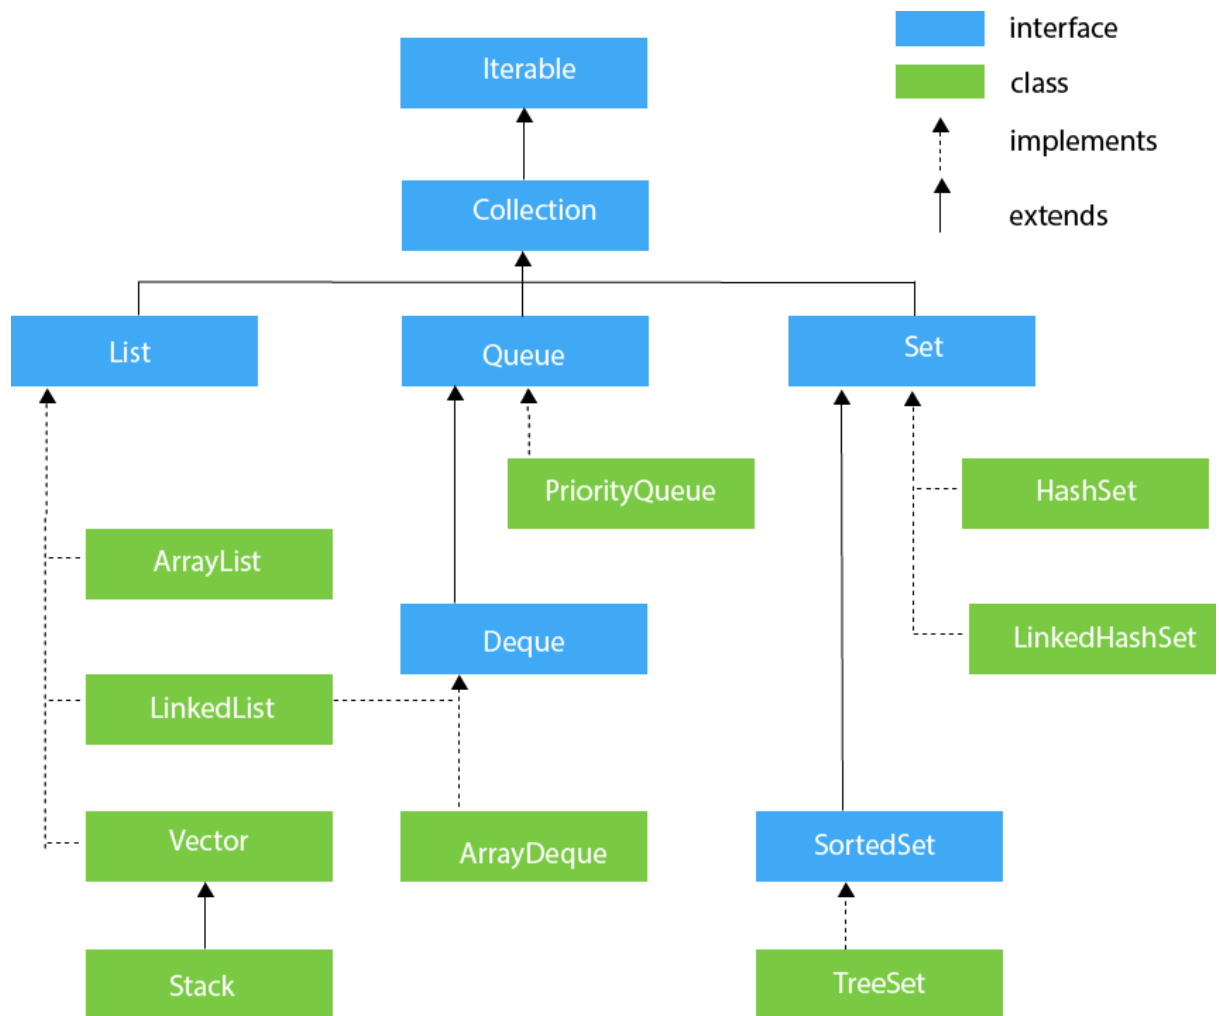 interface
Iterable
class
implements
Collection
extends
List
Queue
Set
PriorityQueue
HashSet
ArrayList
Deque
LinkedHashSet
LinkedList
Vector
ArrayDeque
SortedSet
Stack
TreeSet